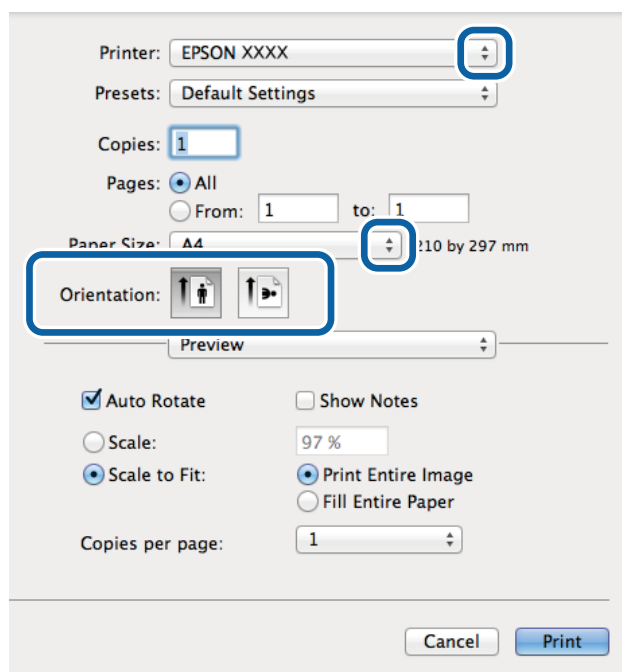 Printer: EPSON XXXX
Presets: Default Settings
Copies: 1
Pages: All
From: 1 to: 1
Paper Size: A4 210 by 297 mm
Orientation:
Preview
Auto Rotate Show Notes
Scale: 97 %
Scale to Fit: Print Entire Image
Fill Entire Paper
Copies per page: 1
Cancel Print